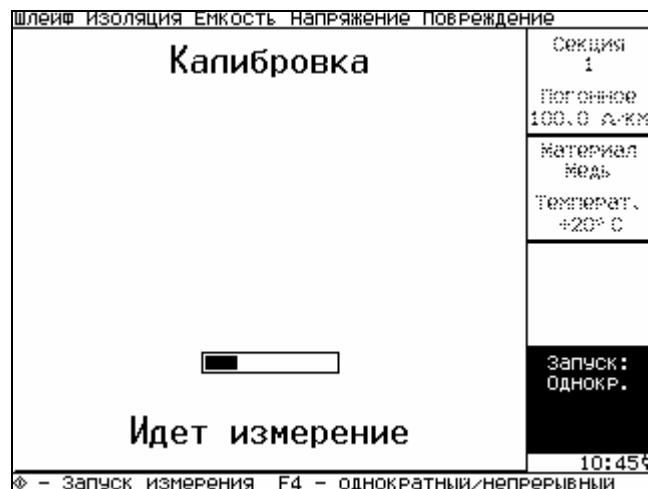 Шлейф Изоляция Емкость Напряжение Повреждение
Калибровка
Секция
1
Погонное
100.0 Д/км
Материал
Медь
Температ.
+20° C
Запуск:
Однокр.
Идет измерение
10:45
- Запуск измерения F4 - однократный/непрерывный